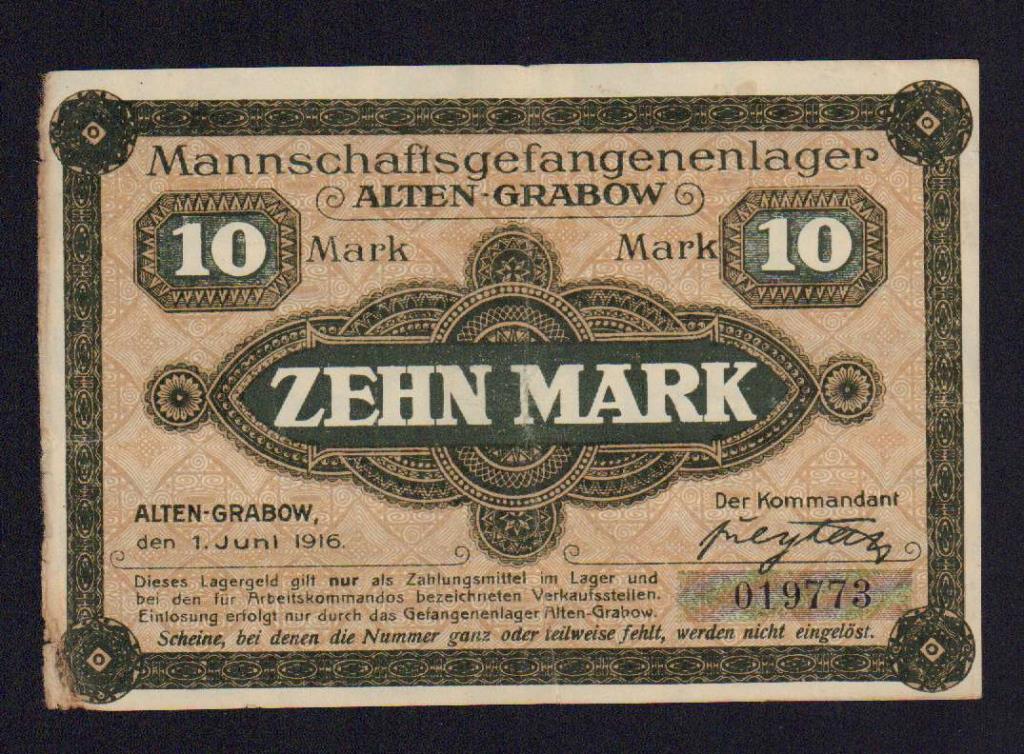 Mannschaftsgefangenenlager
ALTEN-GRABOW
10 Mark Mark 10
ZEHN MARK
ALTEN-GRABOW,
den 1. Juni 1916.
Der Kommandant
Dieses Lagergeld gilt nur als Zahlungsmittel im Lager und
bei den für Arbeitskommandos bezeichneten Verkaufsstellen.
Einlosung erfolgt nur durch das Gefangenenlager Alten-Grabow.
019773
Scheine, bei denen die Nummer ganz oder teilweise fehlt, werden nicht eingelöst.